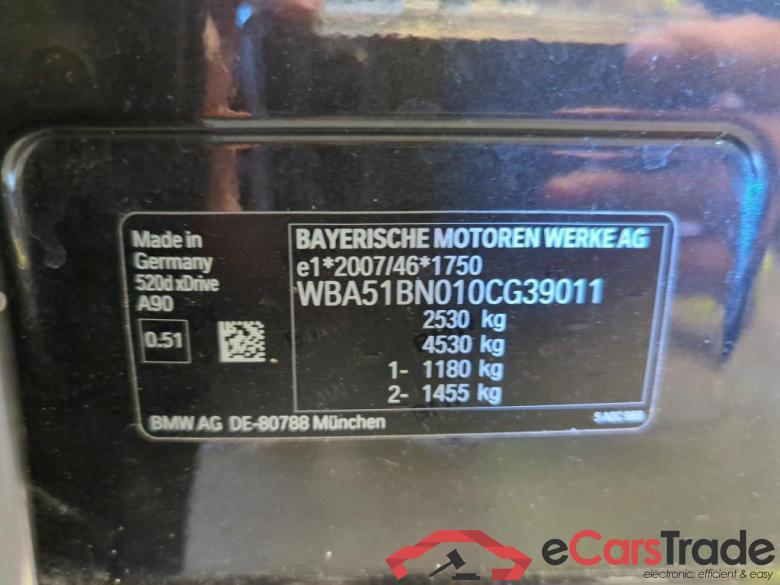 Made in
Germany
520d xDrive
A90
0.51
BAYERISCHE MOTOREN WERKE AG
e1*2007/46*1750
WBA51BN010CG39011
2530 kg
4530 kg
1- 1180 kg
2- 1455 kg
BMW AG DE-80788 München
eCarsTrade
electronic, efficient & easy